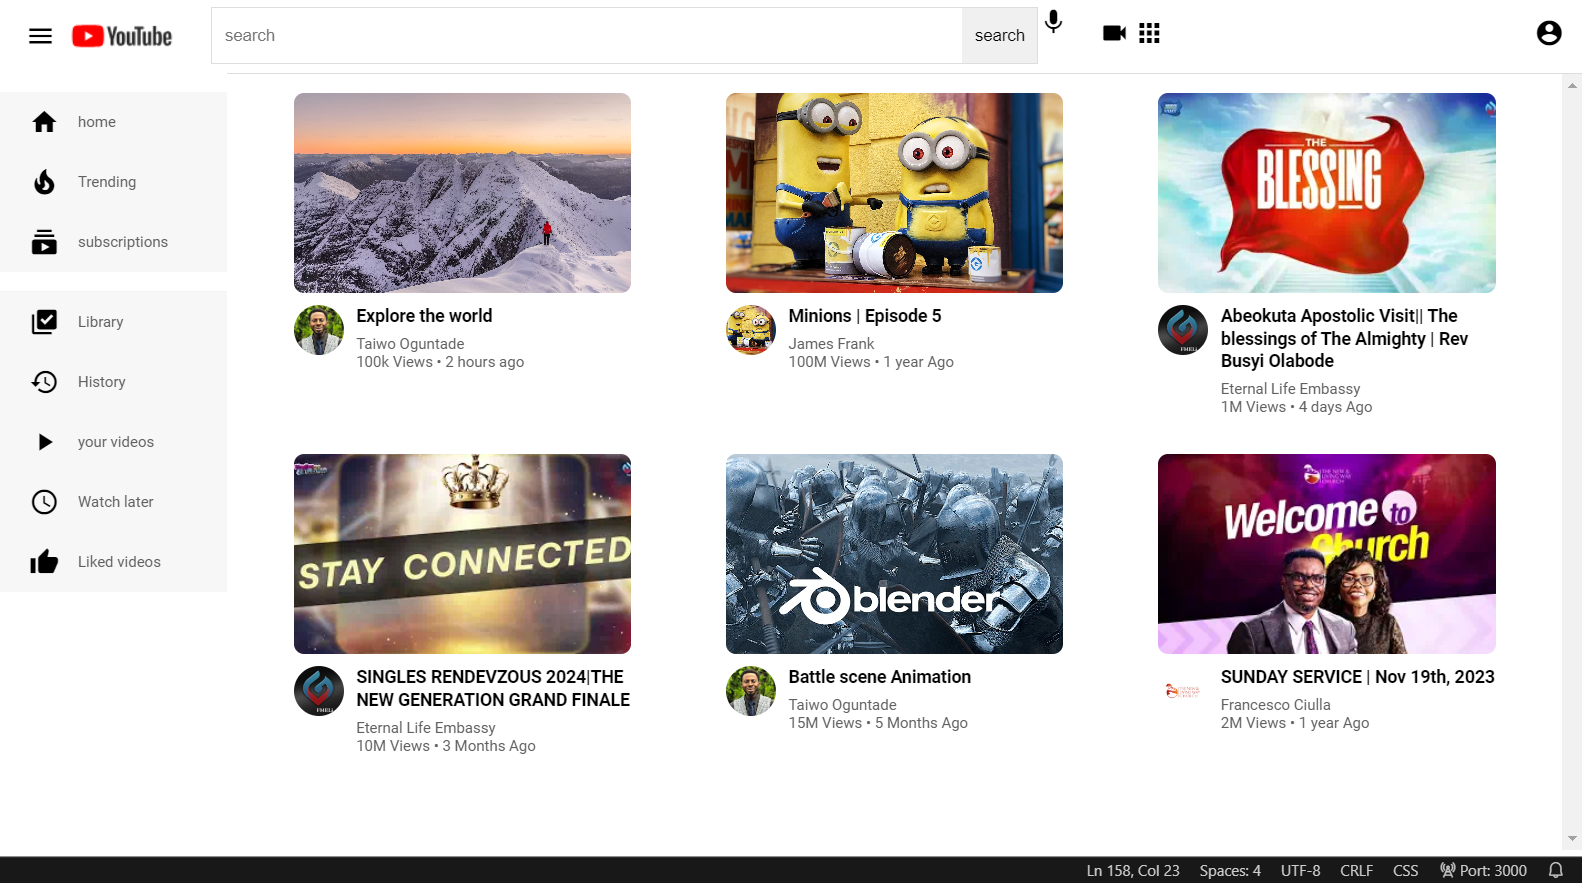 YouTube
search
search
home
Trending
subscriptions
Library
History
your videos
Watch later
Liked videos
Explore the world
Taiwo Oguntade
100k Views • 2 hours ago
Minions | Episode 5
James Frank
100M Views • 1 year Ago
THE
BLESSING
Abeokuta Apostolic Visit|| The
blessings of The Almighty | Rev
Busyi Olabode
Eternal Life Embassy
1M Views • 4 days Ago
STAY CONNECTED
SINGLES RENDEVZOUS 2024|THE
NEW GENERATION GRAND FINALE
Eternal Life Embassy
10M Views • 3 Months Ago
blender
Battle scene Animation
Taiwo Oguntade
15M Views • 5 Months Ago
THE NEW &
LIVING WAY
CHURCH
Welcome to
Church
SUNDAY SERVICE | Nov 19th, 2023
Francesco Ciulla
2M Views • 1 year Ago
Ln 158, Col 23 Spaces: 4 UTF-8 CRLF CSS Port: 3000